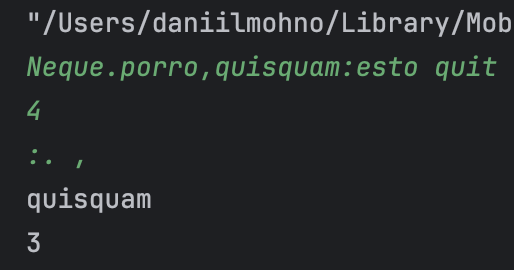 "/Users/daniilmohno/Library/Mob
Neque.porro,quisquam:esto quit
4
:. ,
quisquam
3